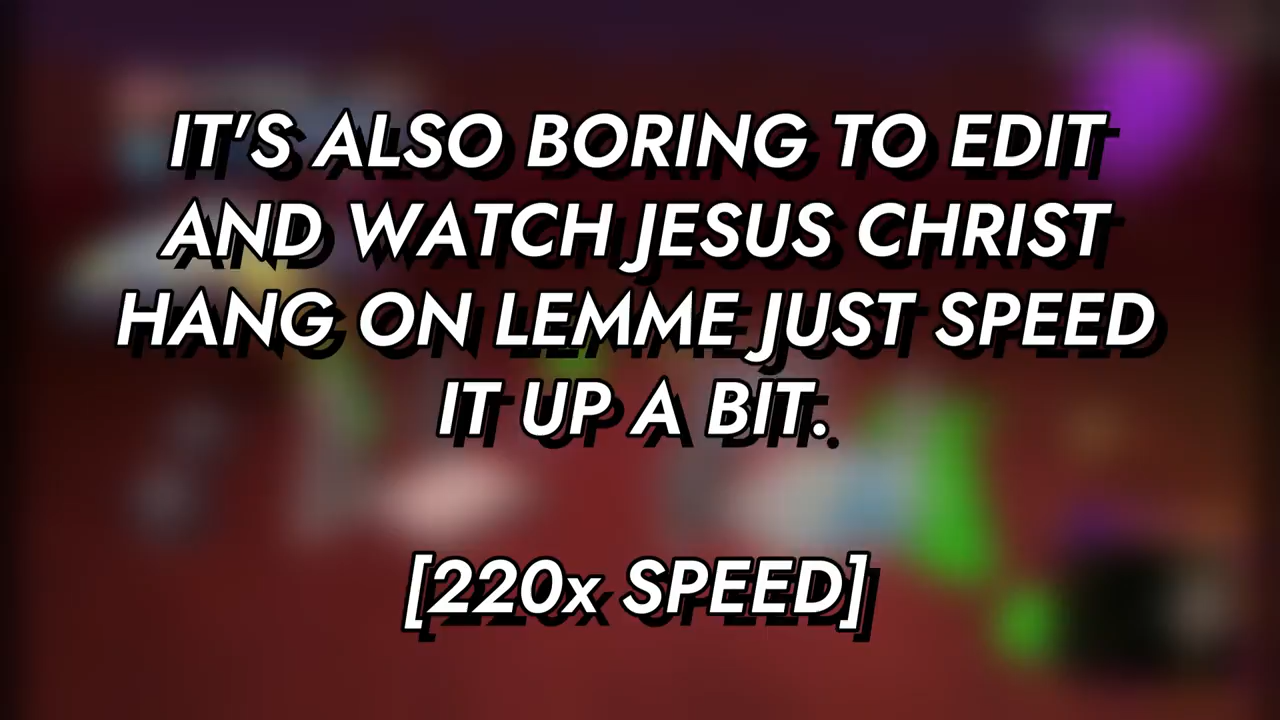 IT'S ALSO BORING TO EDIT
AND WATCH JESUS CHRIST
HANG ON LEMME JUST SPEED
IT UP A BIT.
[220x SPEED]